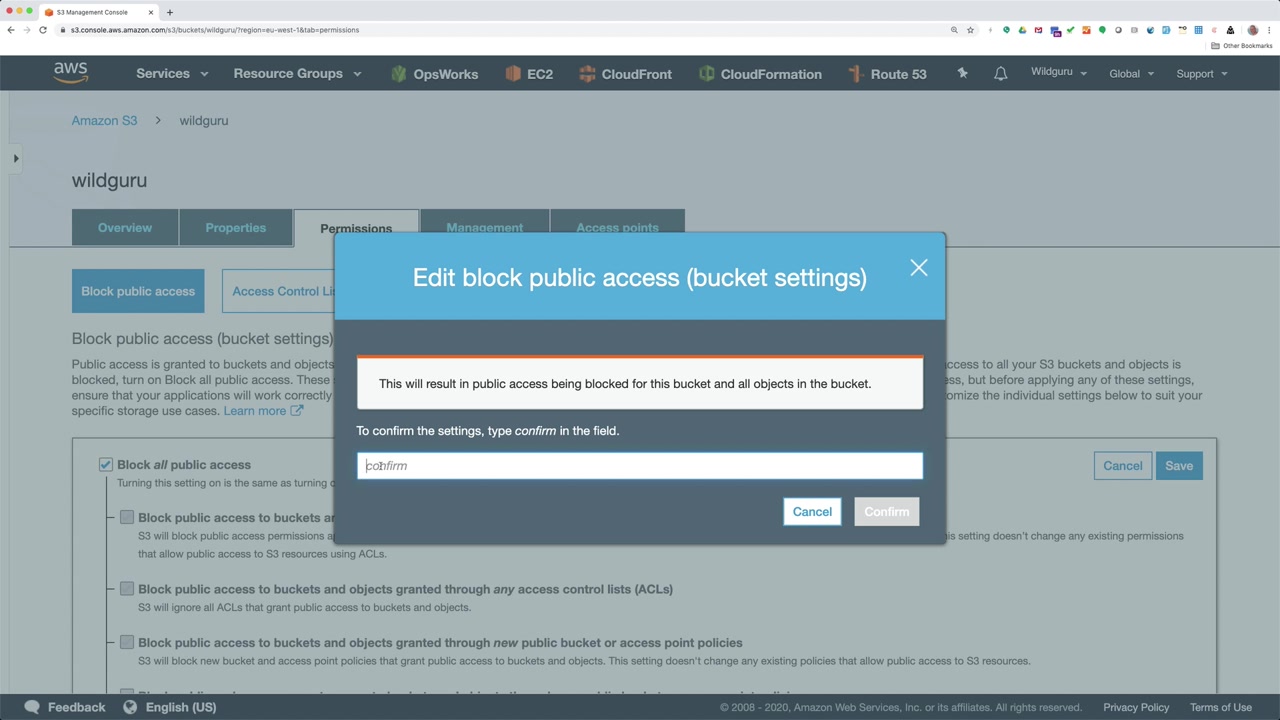 S3 Management Console
s3.console.aws.amazon.com/s3/buckets/wildguru/?region=eu-west-1&tab=permissions
Other Bookmarks
aws
Services
Resource Groups
OpsWorks
EC2
CloudFront
CloudFormation
Route 53
Wildguru
Global
Support
Amazon S3 > wildguru
wildguru
Overview
Properties
Permissions
Management
Access points
Block public access
Access Control Lis
Edit block public access (bucket settings)
Block public access (bucket settings)
Public access is granted to buckets and objects
access to all your S3 buckets and objects is
blocked, turn on Block all public access. These
ess, but before applying any of these settings,
ensure that your applications will work correctly
omize the individual settings below to suit your
specific storage use cases. Learn more
This will result in public access being blocked for this bucket and all objects in the bucket.
To confirm the settings, type confirm in the field.
confirm
Cancel
Confirm
Block all public access
Cancel
Save
Turning this setting on is the same as turning
Block public access to buckets
S3 will block public access permissions
is setting doesn't change any existing permissions
that allow public access to S3 resources using ACLs.
Block public access to buckets and objects granted through any access control lists (ACLs)
S3 will ignore all ACLs that grant public access to buckets and objects.
Block public access to buckets and objects granted through new public bucket or access point policies
S3 will block new bucket and access point policies that grant public access to buckets and objects. This setting doesn't change any existing policies that allow public access to S3 resources.
Feedback
English (US)
© 2008 - 2020, Amazon Web Services, Inc. or its affiliates. All rights reserved.
Privacy Policy
Terms of Use